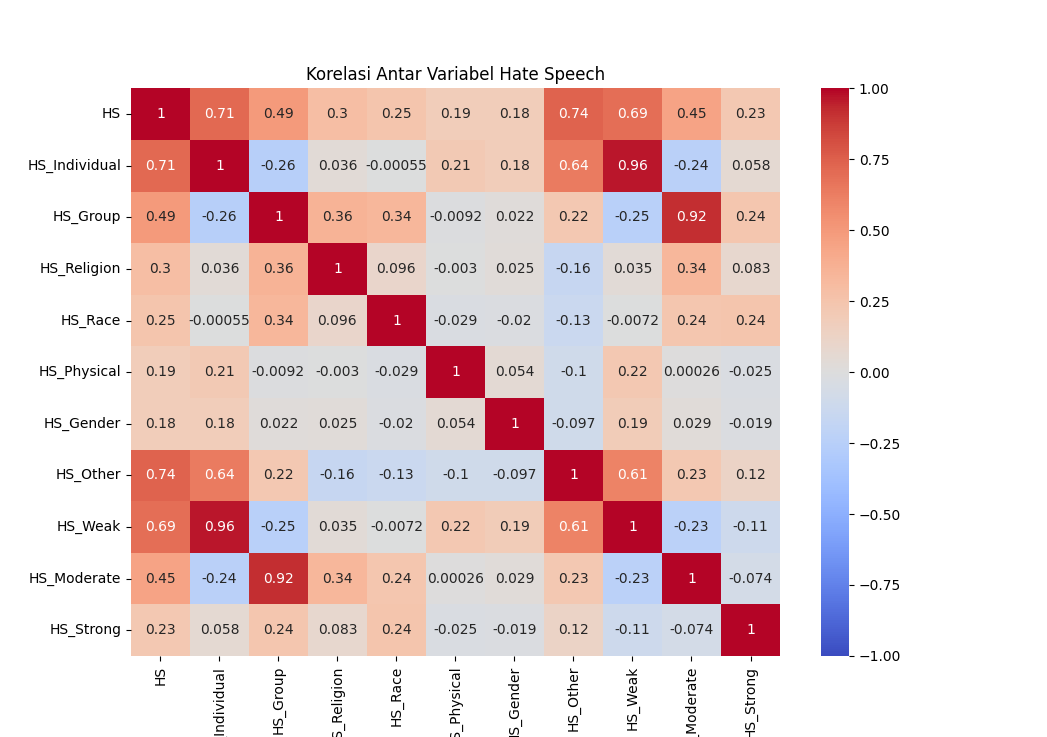 Korelasi Antar Variabel Hate Speech
HS 1 0.71 0.49 0.3 0.25 0.19 0.18 0.74 0.69 0.45 0.23
HS_Individual 0.71 1 -0.26 0.036 -0.00055 0.21 0.18 0.64 0.96 -0.24 0.058
HS_Group 0.49 -0.26 1 0.36 0.34 -0.0092 0.022 0.22 -0.25 0.92 0.24
HS_Religion 0.3 0.036 0.36 1 0.096 -0.003 0.025 -0.16 0.035 0.34 0.083
HS_Race 0.25 -0.00055 0.34 0.096 1 -0.029 -0.02 -0.13 -0.0072 0.24 0.24
HS_Physical 0.19 0.21 -0.0092 -0.003 -0.029 1 0.054 -0.1 0.22 0.00026 -0.025
HS_Gender 0.18 0.18 0.022 0.025 -0.02 0.054 1 -0.097 0.19 0.029 -0.019
HS_Other 0.74 0.64 0.22 -0.16 -0.13 -0.1 -0.097 1 0.61 0.23 0.12
HS_Weak 0.69 0.96 -0.25 0.035 -0.0072 0.22 0.19 0.61 1 -0.23 -0.11
HS_Moderate 0.45 -0.24 0.92 0.34 0.24 0.00026 0.029 0.23 -0.23 1 -0.074
HS_Strong 0.23 0.058 0.24 0.083 0.24 -0.025 -0.019 0.12 -0.11 -0.074 1
HS
Individual
HS_Group
S_Religion
HS_Race
S_Physical
HS_Gender
HS_Other
HS_Weak
Moderate
HS_Strong
1.00
0.75
0.50
0.25
0.00
-0.25
-0.50
-0.75
-1.00